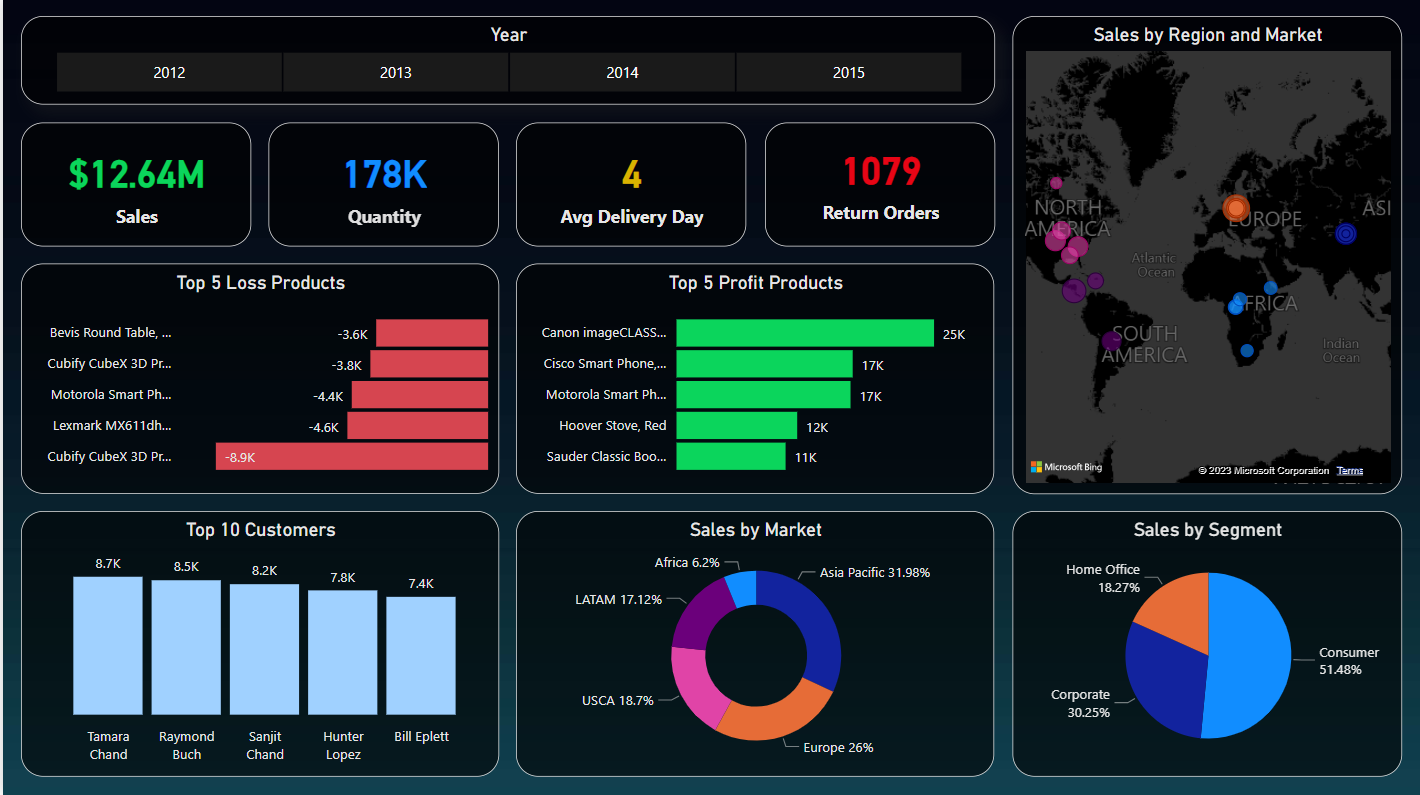 Year
2012 2013 2014 2015
$12.64M
Sales
178K
Quantity
4
Avg Delivery Day
1079
Return Orders
Sales by Region and Market
NORTH
AMERICA
EUROPE
ASI
Atlantic
Ocean
AFRICA
SOUTH
AMERICA
Indian
Ocean
Microsoft Bing
© 2023 Microsoft Corporation Terms
Top 5 Loss Products
Bevis Round Table, ... -3.6K
Cubify CubeX 3D Pr... -3.8K
Motorola Smart Ph... -4.4K
Lexmark MX611dh... -4.6K
Cubify CubeX 3D Pr... -8.9K
Top 5 Profit Products
Canon imageCLASS... 25K
Cisco Smart Phone,... 17K
Motorola Smart Ph... 17K
Hoover Stove, Red 12K
Sauder Classic Boo... 11K
Top 10 Customers
8.7K 8.5K 8.2K 7.8K 7.4K
Tamara
Chand
Raymond
Buch
Sanjit
Chand
Hunter
Lopez
Bill Eplett
Sales by Market
Africa 6.2%
Asia Pacific 31.98%
LATAM 17.12%
USCA 18.7%
Europe 26%
Sales by Segment
Home Office
18.27%
Consumer
51.48%
Corporate
30.25%